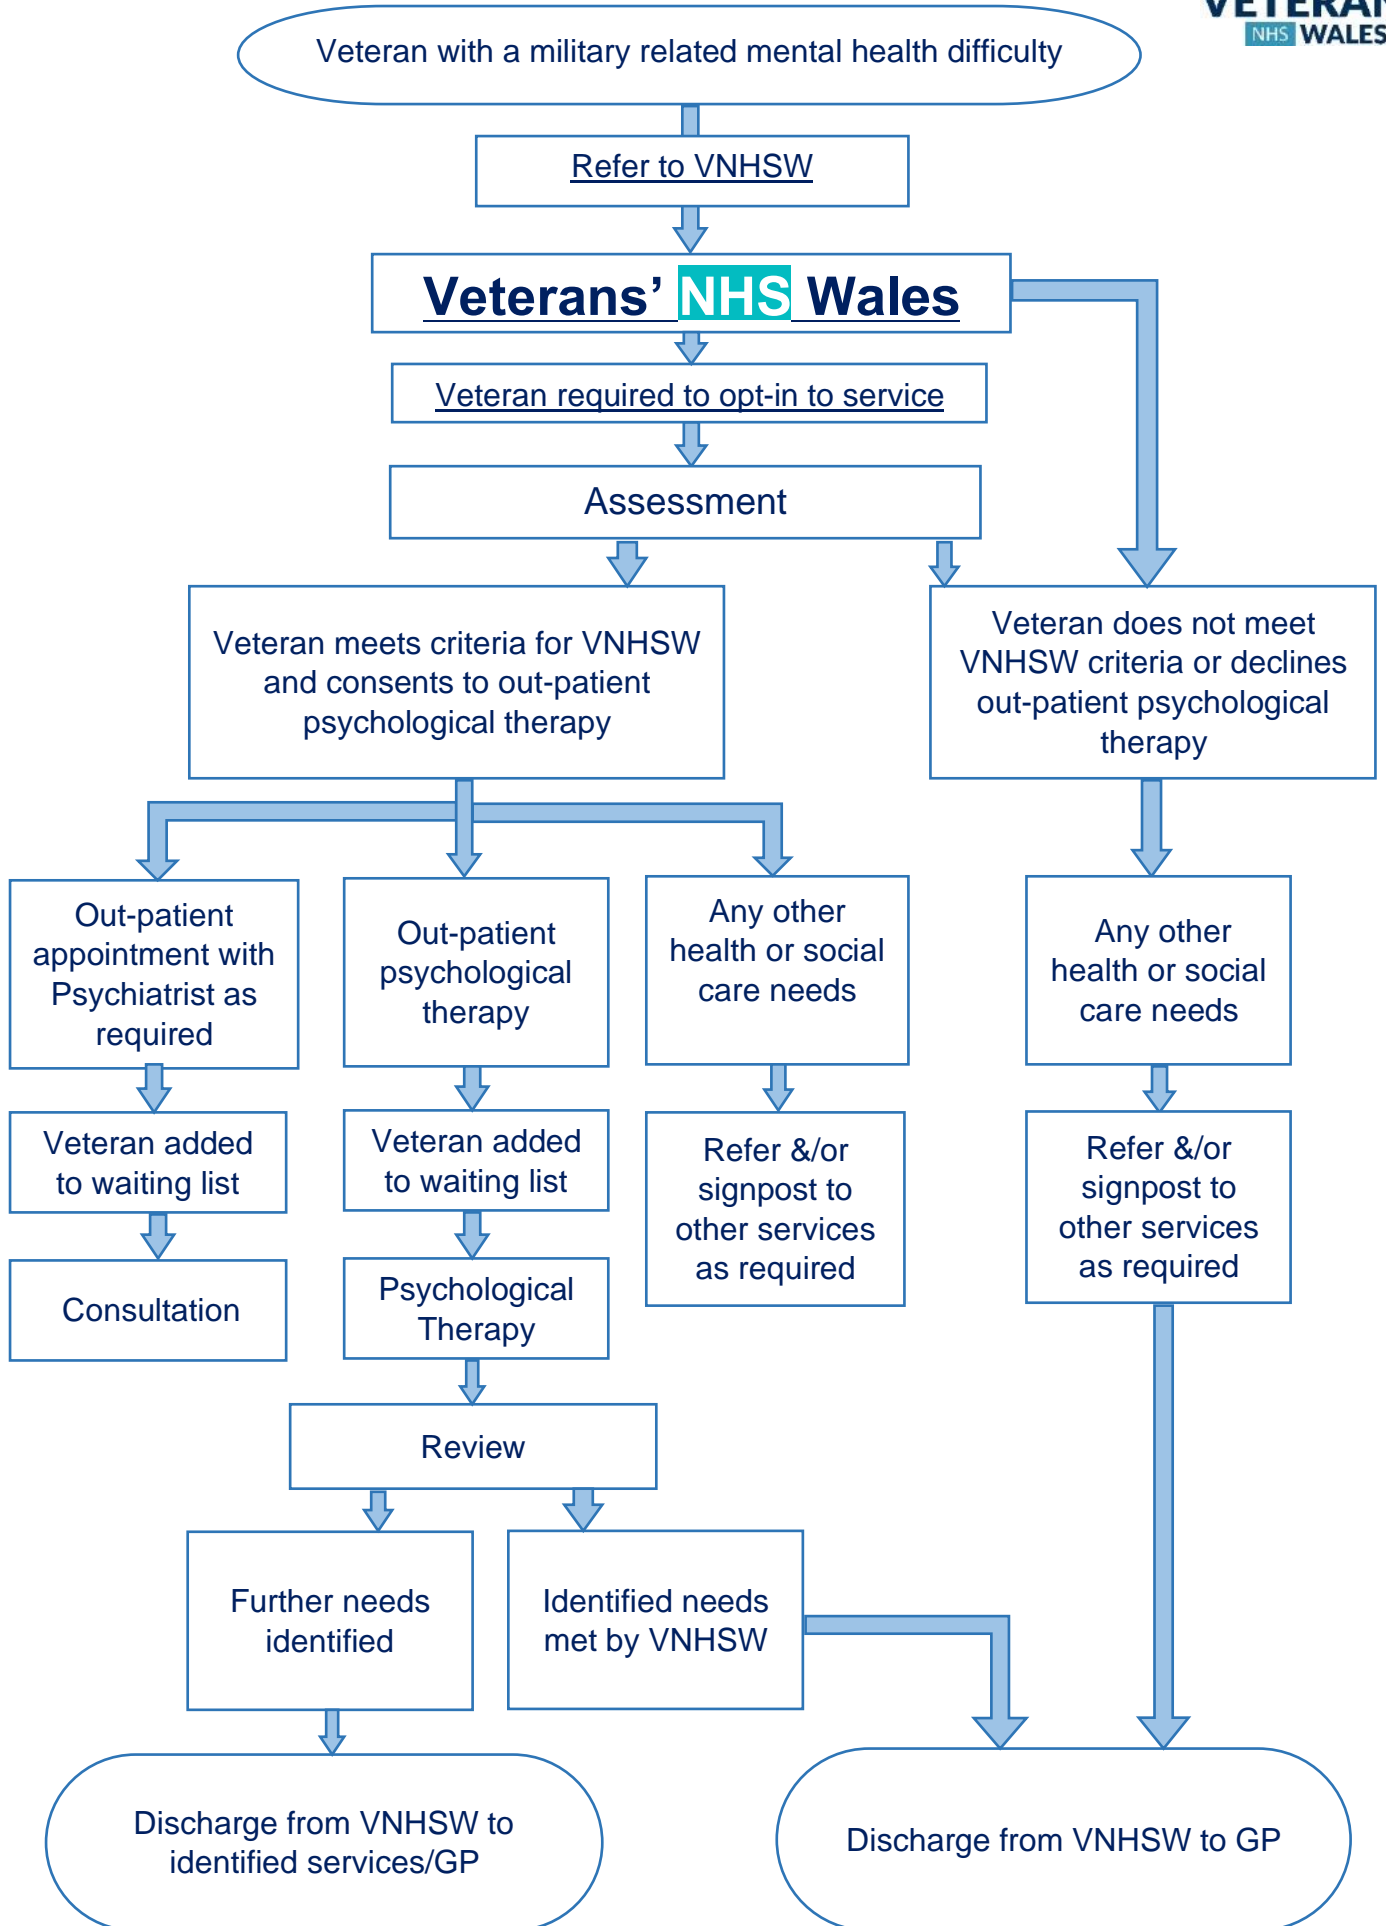 VETERAN
NHS WALES
Veteran with a military related mental health difficulty
Refer to VNHSW
Veterans’ NHS Wales
Veteran required to opt-in to service
Assessment
Veteran meets criteria for VNHSW
and consents to out-patient
psychological therapy
Veteran does not meet
VNHSW criteria or declines
out-patient psychological
therapy
Out-patient
appointment with
Psychiatrist as
required
Out-patient
psychological
therapy
Any other
health or social
care needs
Any other
health or social
care needs
Veteran added
to waiting list
Veteran added
to waiting list
Refer &/or
signpost to
other services
as required
Refer &/or
signpost to
other services
as required
Consultation
Psychological
Therapy
Review
Further needs
identified
Identified needs
met by VNHSW
Discharge from VNHSW to
identified services/GP
Discharge from VNHSW to GP